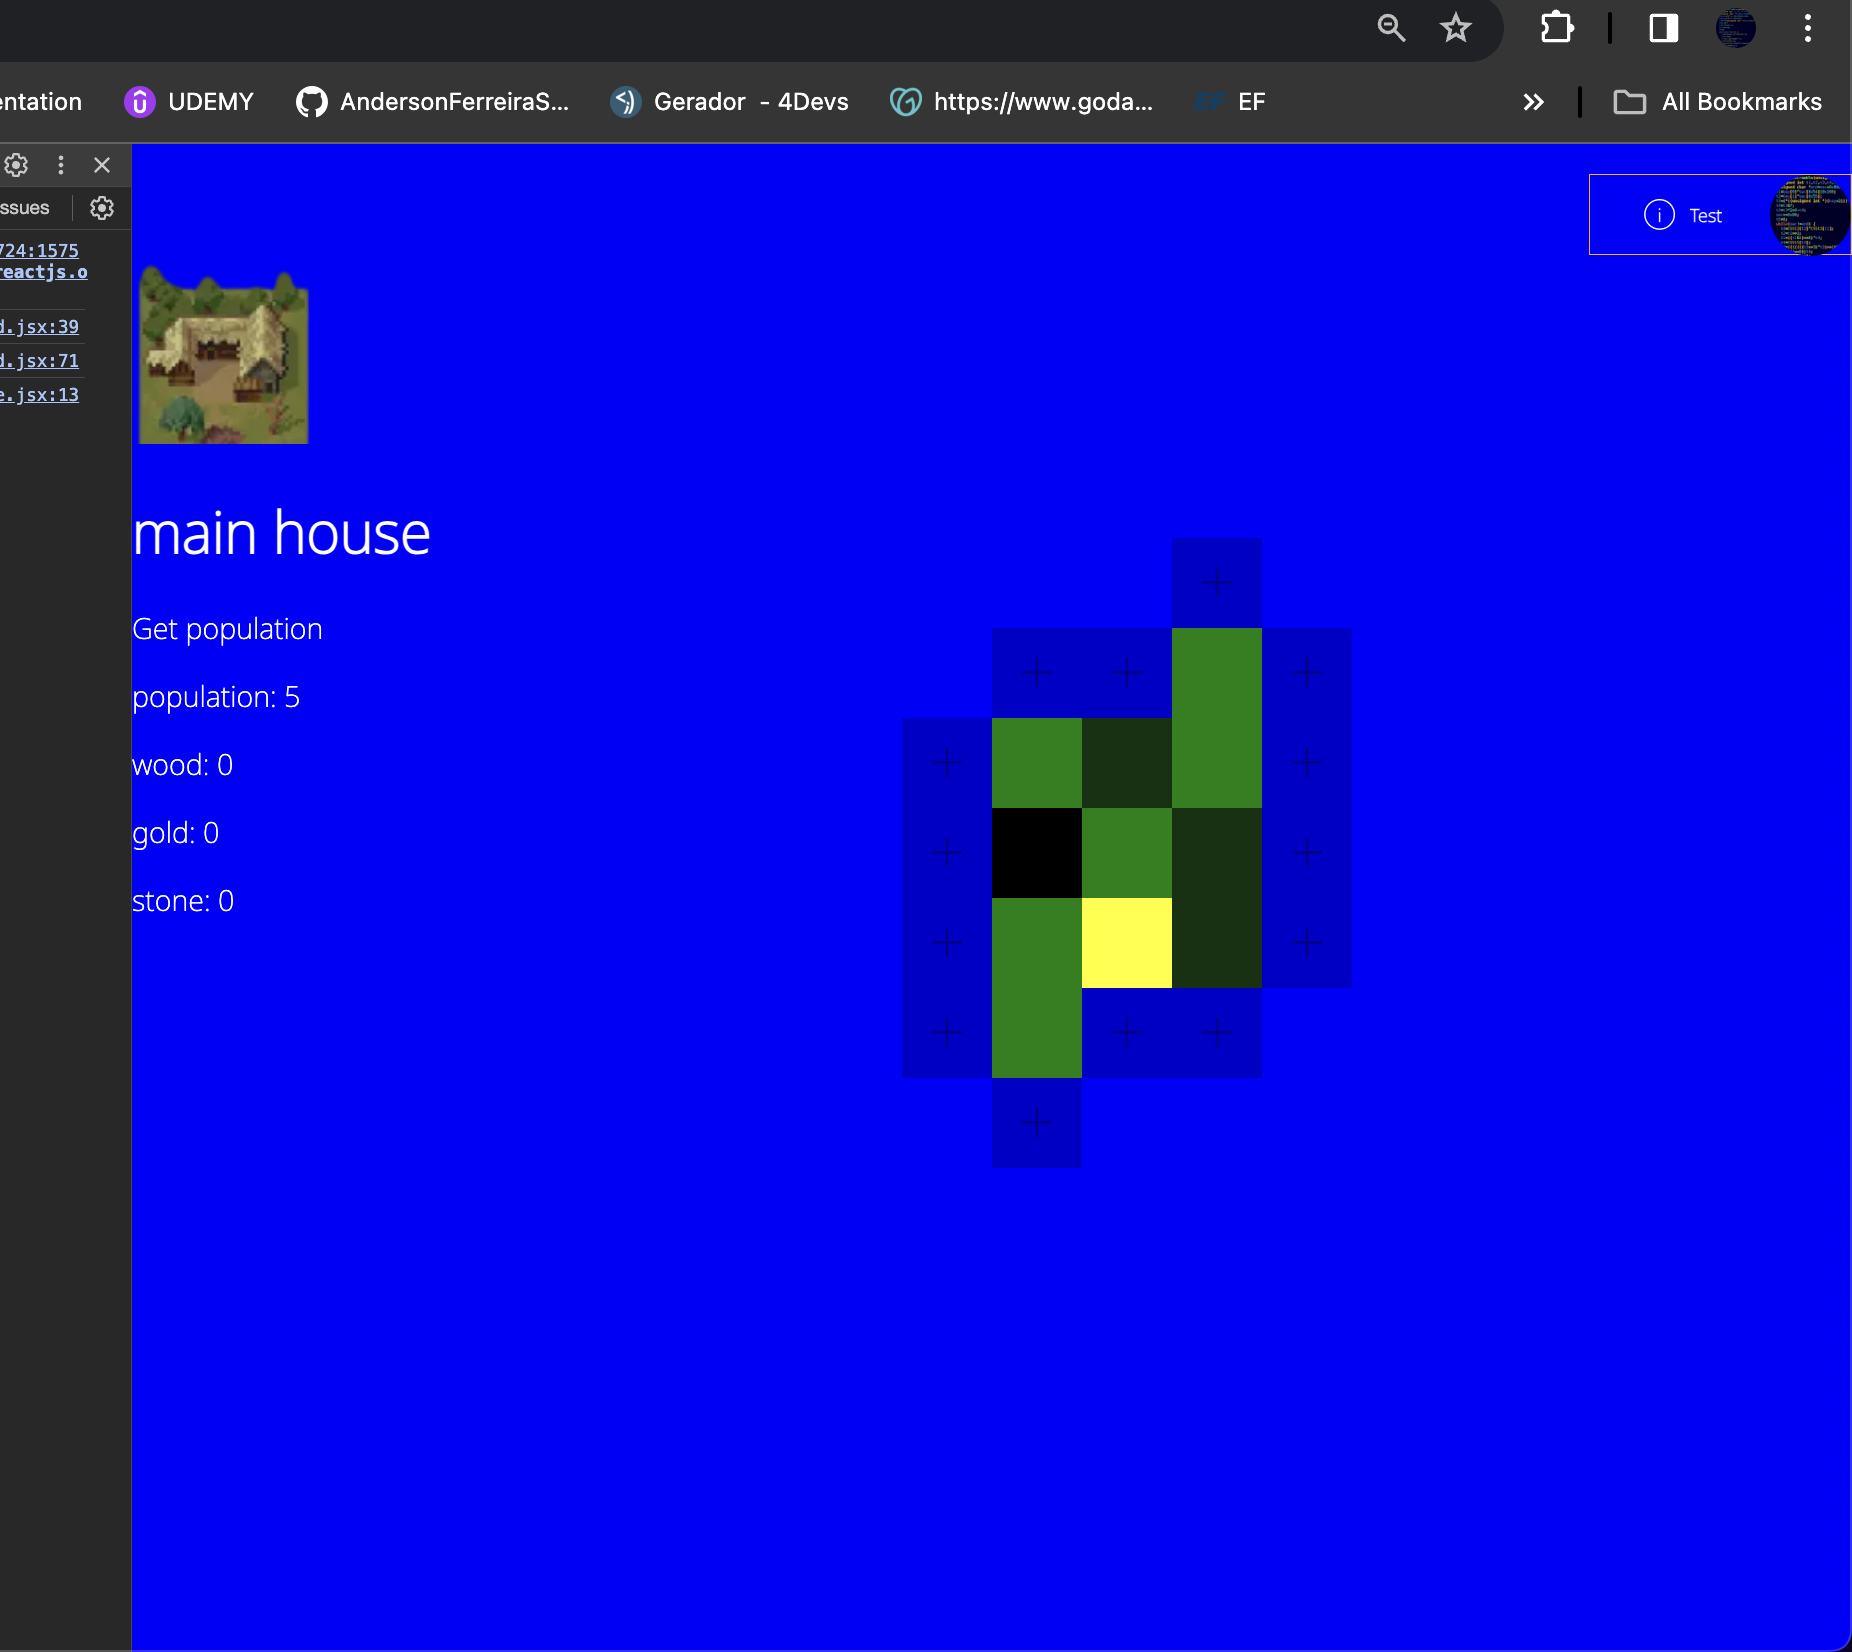 entation UDEMY AndersonFerreiraS... Gerador - 4Devs https://www.goda... EF All Bookmarks
ssues
724:1575
reactjs.o
d.jsx:39
d.jsx:71
e.jsx:13
i Test
main house
Get population
population: 5
wood: 0
gold: 0
stone: 0